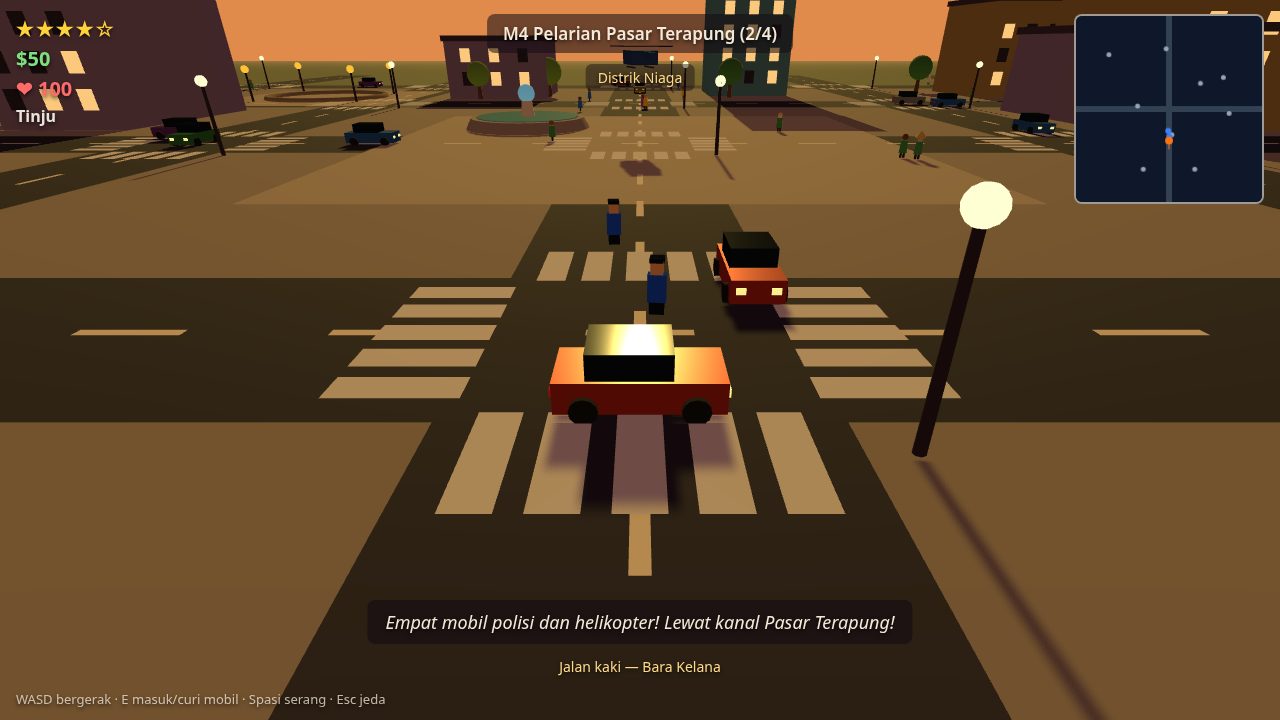 ★★★★☆
$50
❤ 100
Tinju
M4 Pelarian Pasar Terapung (2/4)
Distrik Niaga
Empat mobil polisi dan helikopter! Lewat kanal Pasar Terapung!
Jalan kaki — Bara Kelana
WASD bergerak · E masuk/curi mobil · Spasi serang · Esc jeda